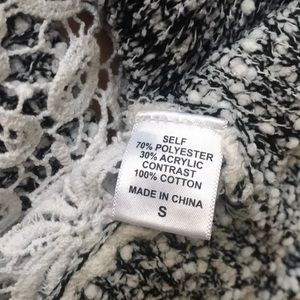 SELF
70% POLYESTER
30% ACRYLIC
CONTRAST
100% COTTON
MADE IN CHINA
S